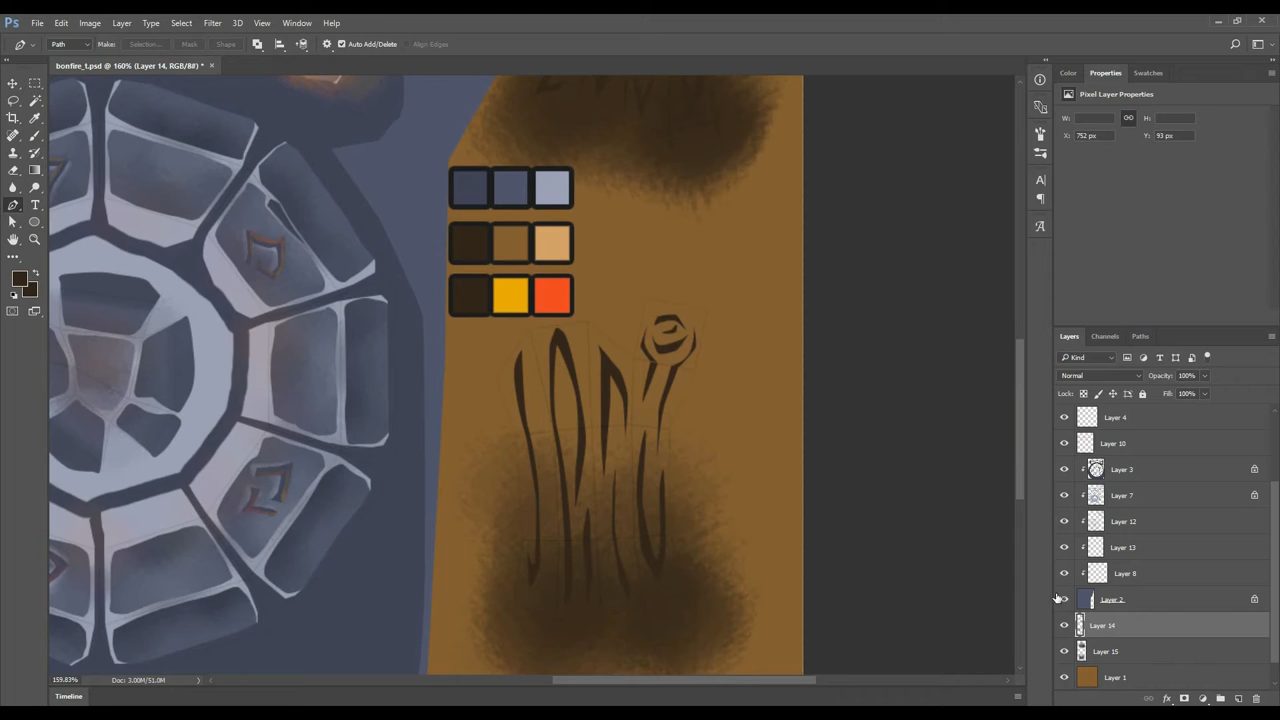 Ps File Edit Image Layer Type Select Filter 3D View Window Help
Path Make: Selection... Mask Shape Auto Add/Delete Align Edges
bonfire_t.psd @ 160% (Layer 14, RGB/8#) * ×
Color Properties Swatches
Pixel Layer Properties
W: H:
X: 752 px Y: 93 px
Layers Channels Paths
Kind
Normal Opacity: 100%
Lock: Fill: 100%
Layer 4
Layer 10
Layer 3
Layer 7
Layer 12
Layer 13
Layer 8
Layer 2
Layer 14
Layer 15
Layer 1
159.83% Doc: 3.00M/51.0M
Timeline